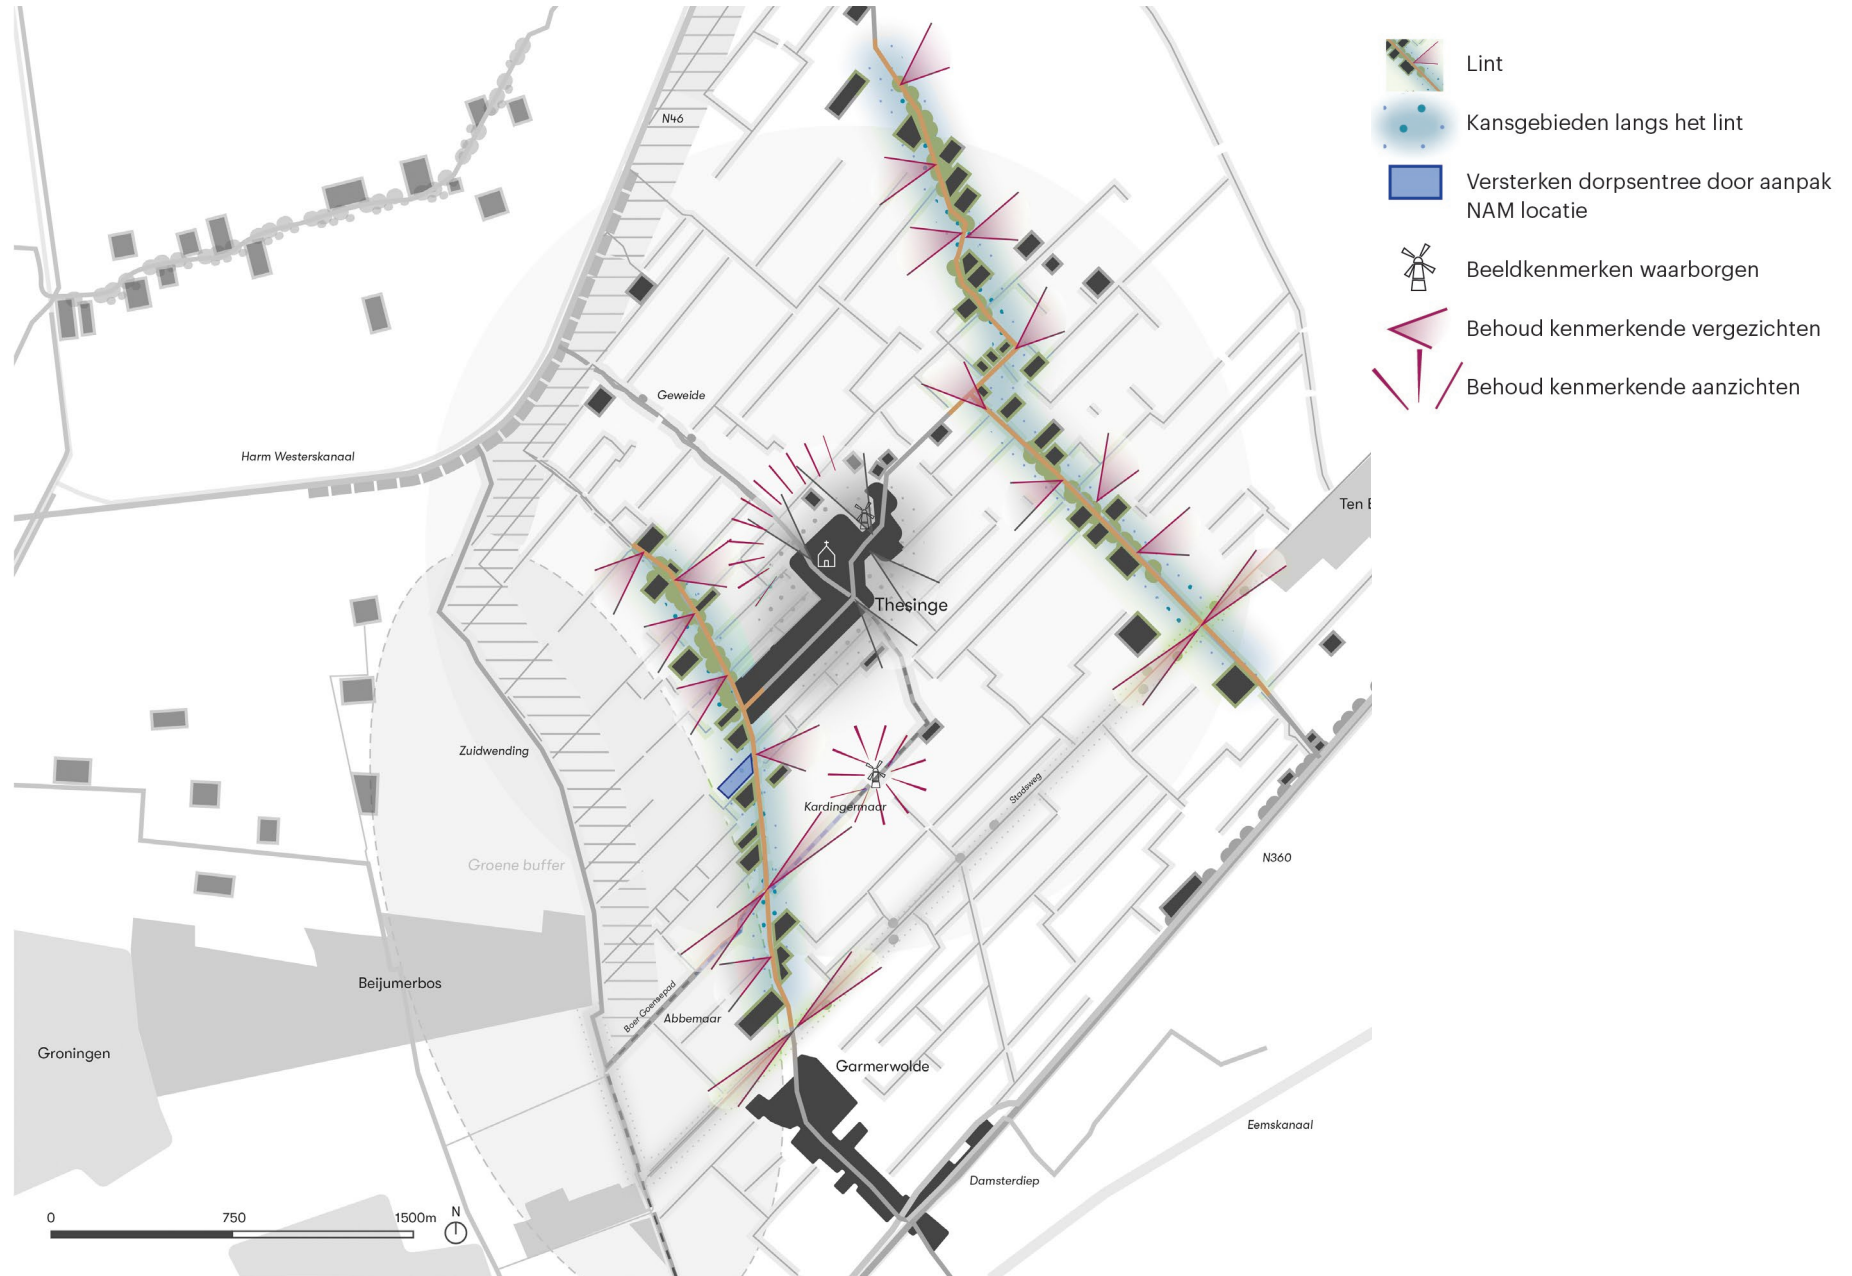 Lint
Kansgebieden langs het lint
Versterken dorpsentree door aanpak
NAM locatie
Beeldkenmerken waarborgen
Behoud kenmerkende vergezichten
Behoud kenmerkende aanzichten
N46
Geweide
Harm Westerskanaal
Ten
Thesinge
Zuidwending
Kardingermaar
Stadsweg
N360
Groene buffer
Beijumerbos
Boer Goensepad
Abbemaar
Groningen
Garmerwolde
Eemskanaal
Damsterdiep
0 750 1500m
N